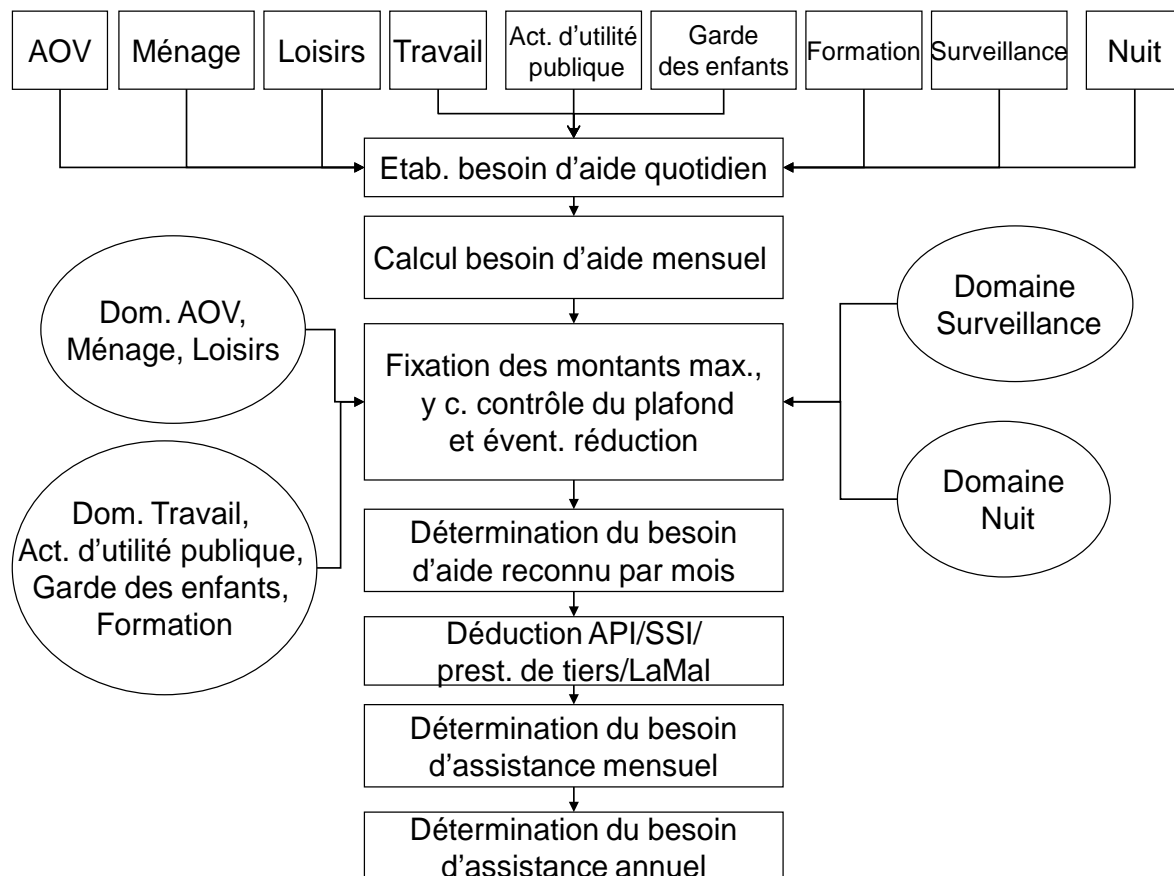 AOV
Ménage
Loisirs
Travail
Act. d'utilité
publique
Garde
des enfants
Formation
Surveillance
Nuit
Etab. besoin d'aide quotidien
Calcul besoin d'aide mensuel
Dom. AOV,
Ménage, Loisirs
Domaine
Surveillance
Fixation des montants max.,
y c. contrôle du plafond
et évent. réduction
Dom. Travail,
Act. d'utilité publique,
Garde des enfants,
Formation
Domaine
Nuit
Détermination du besoin
d'aide reconnu par mois
Déduction API/SSI/
prest. de tiers/LaMal
Détermination du besoin
d'assistance mensuel
Détermination du besoin
d'assistance annuel